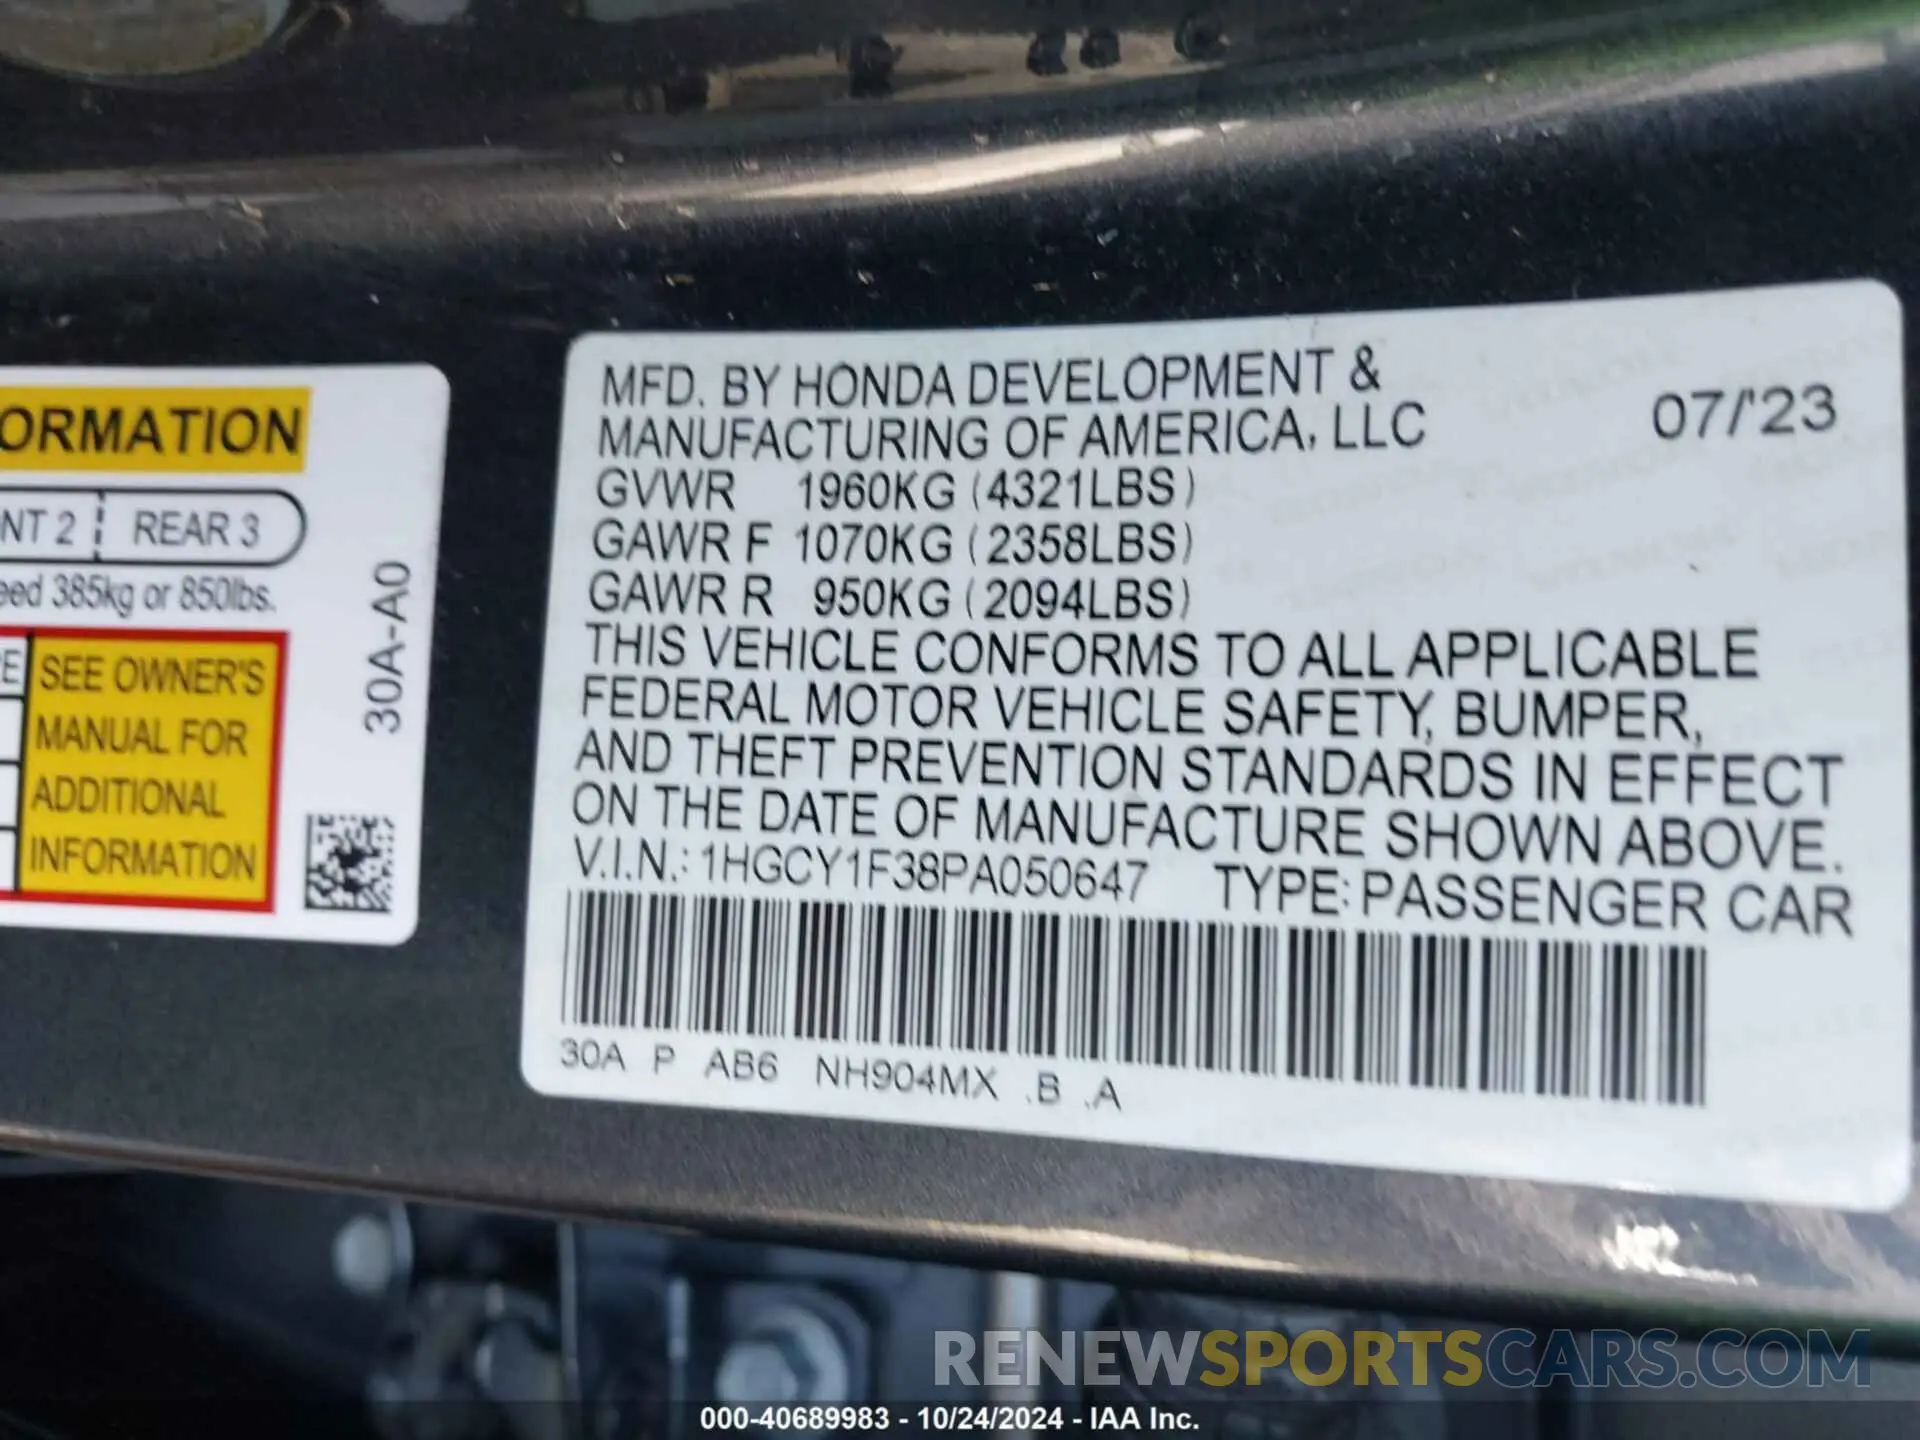 ORMATION
NT 2 REAR 3
eed 385kg or 850lbs.
E
SEE OWNER'S
MANUAL FOR
ADDITIONAL
INFORMATION
30A-A0
MFD. BY HONDA DEVELOPMENT &
MANUFACTURING OF AMERICA, LLC 07/'23
GVWR 1960KG (4321LBS)
GAWR F 1070KG (2358LBS)
GAWR R 950KG (2094LBS)
THIS VEHICLE CONFORMS TO ALL APPLICABLE
FEDERAL MOTOR VEHICLE SAFETY, BUMPER,
AND THEFT PREVENTION STANDARDS IN EFFECT
ON THE DATE OF MANUFACTURE SHOWN ABOVE.
V.I.N.: 1HGCY1F38PA050647 TYPE: PASSENGER CAR
30A P AB6 NH904MX .B .A
RENEWSPORTSCARS.COM
000-40689983 - 10/24/2024 - IAA Inc.